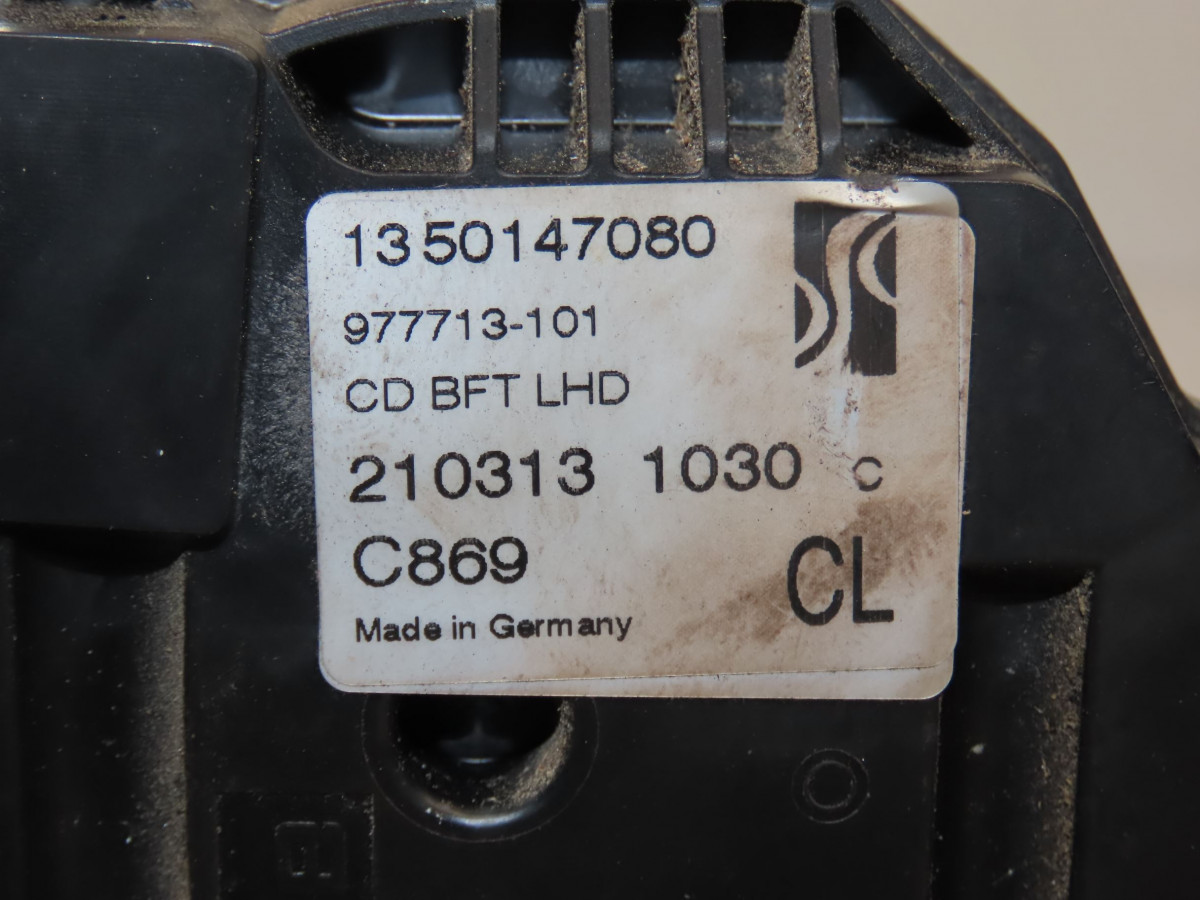 1350147080
977713-101
CD BFT LHD
210313 1030 C
C869 CL
Made in Germany